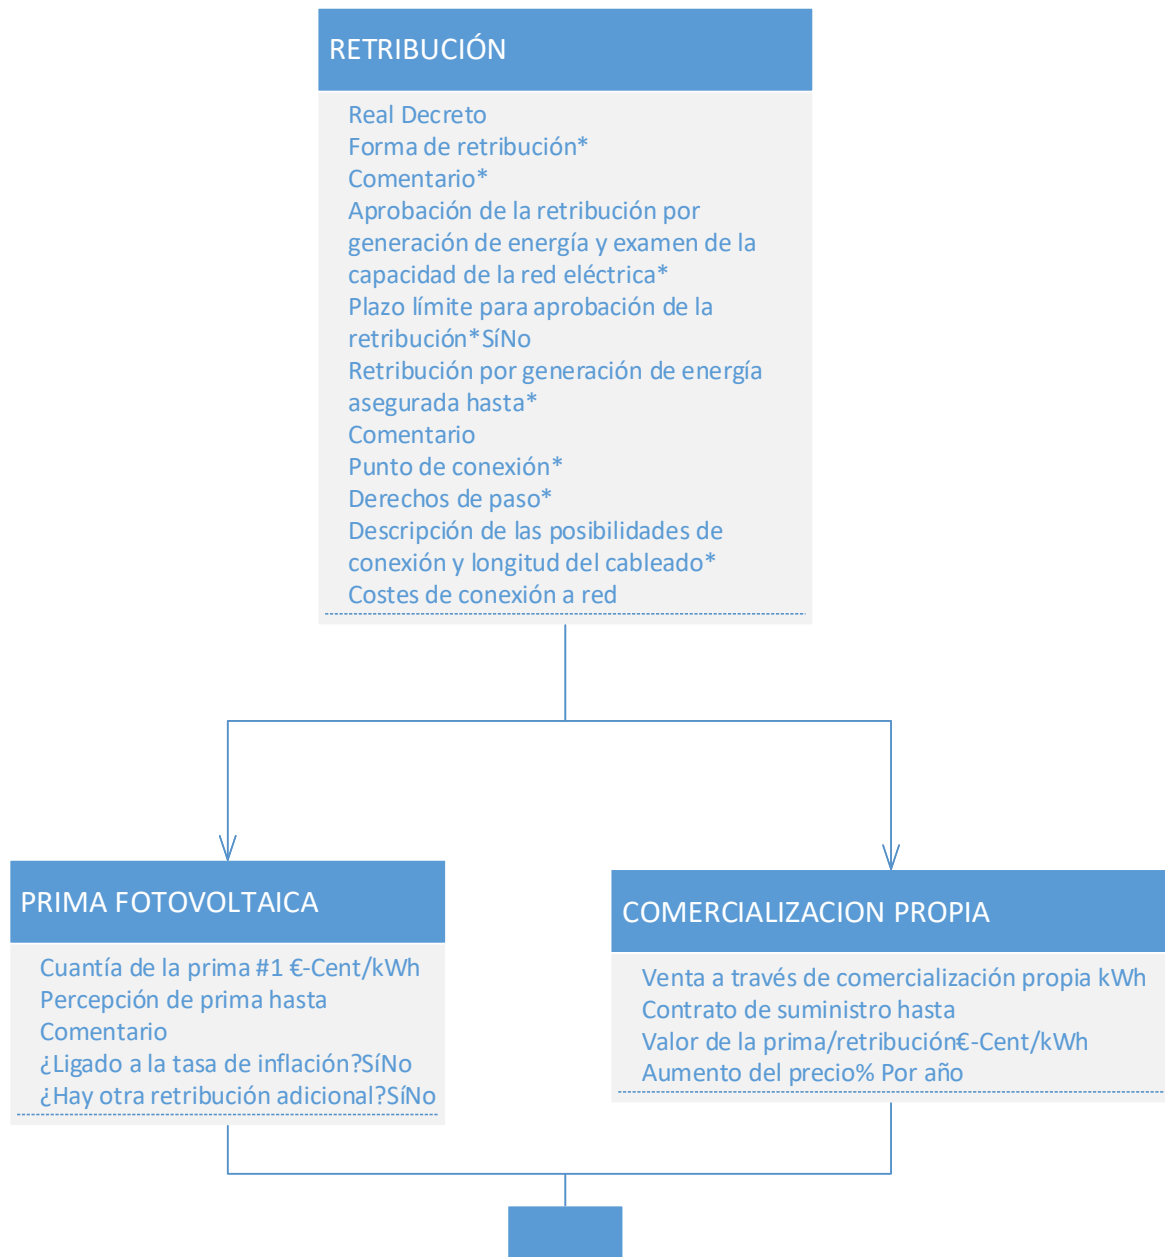 RETRIBUCIÓN
Real Decreto
Forma de retribución*
Comentario*
Aprobación de la retribución por
generación de energía y examen de la
capacidad de la red eléctrica*
Plazo límite para aprobación de la
retribución*SíNo
Retribución por generación de energía
asegurada hasta*
Comentario
Punto de conexión*
Derechos de paso*
Descripción de las posibilidades de
conexión y longitud del cableado*
Costes de conexión a red
PRIMA FOTOVOLTAICA
Cuantía de la prima #1 €-Cent/kWh
Percepción de prima hasta
Comentario
¿Ligado a la tasa de inflación?SíNo
¿Hay otra retribución adicional?SíNo
COMERCIALIZACION PROPIA
Venta a través de comercialización propia kWh
Contrato de suministro hasta
Valor de la prima/retribución€-Cent/kWh
Aumento del precio% Por año